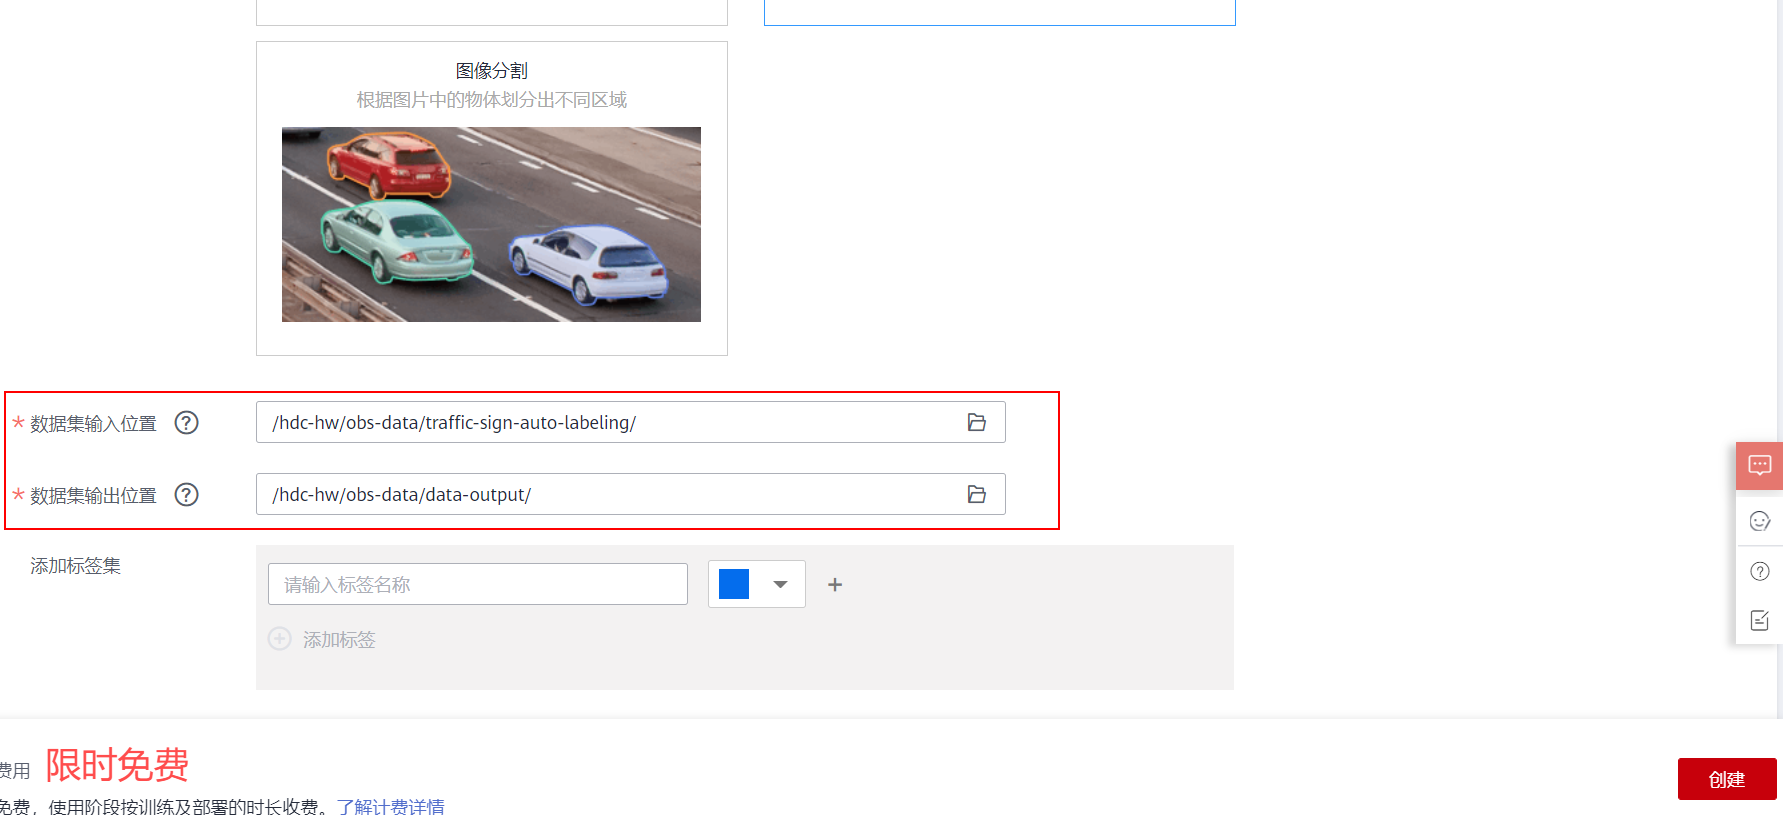 图像分割
根据图片中的物体划分出不同区域
* 数据集输入位置 ? /hdc-hw/obs-data/traffic-sign-auto-labeling/
* 数据集输出位置 ? /hdc-hw/obs-data/data-output/
添加标签集
请输入标签名称
+
添加标签
费用 限时免费
免费，使用阶段按训练及部署的时长收费。了解计费详情
创建